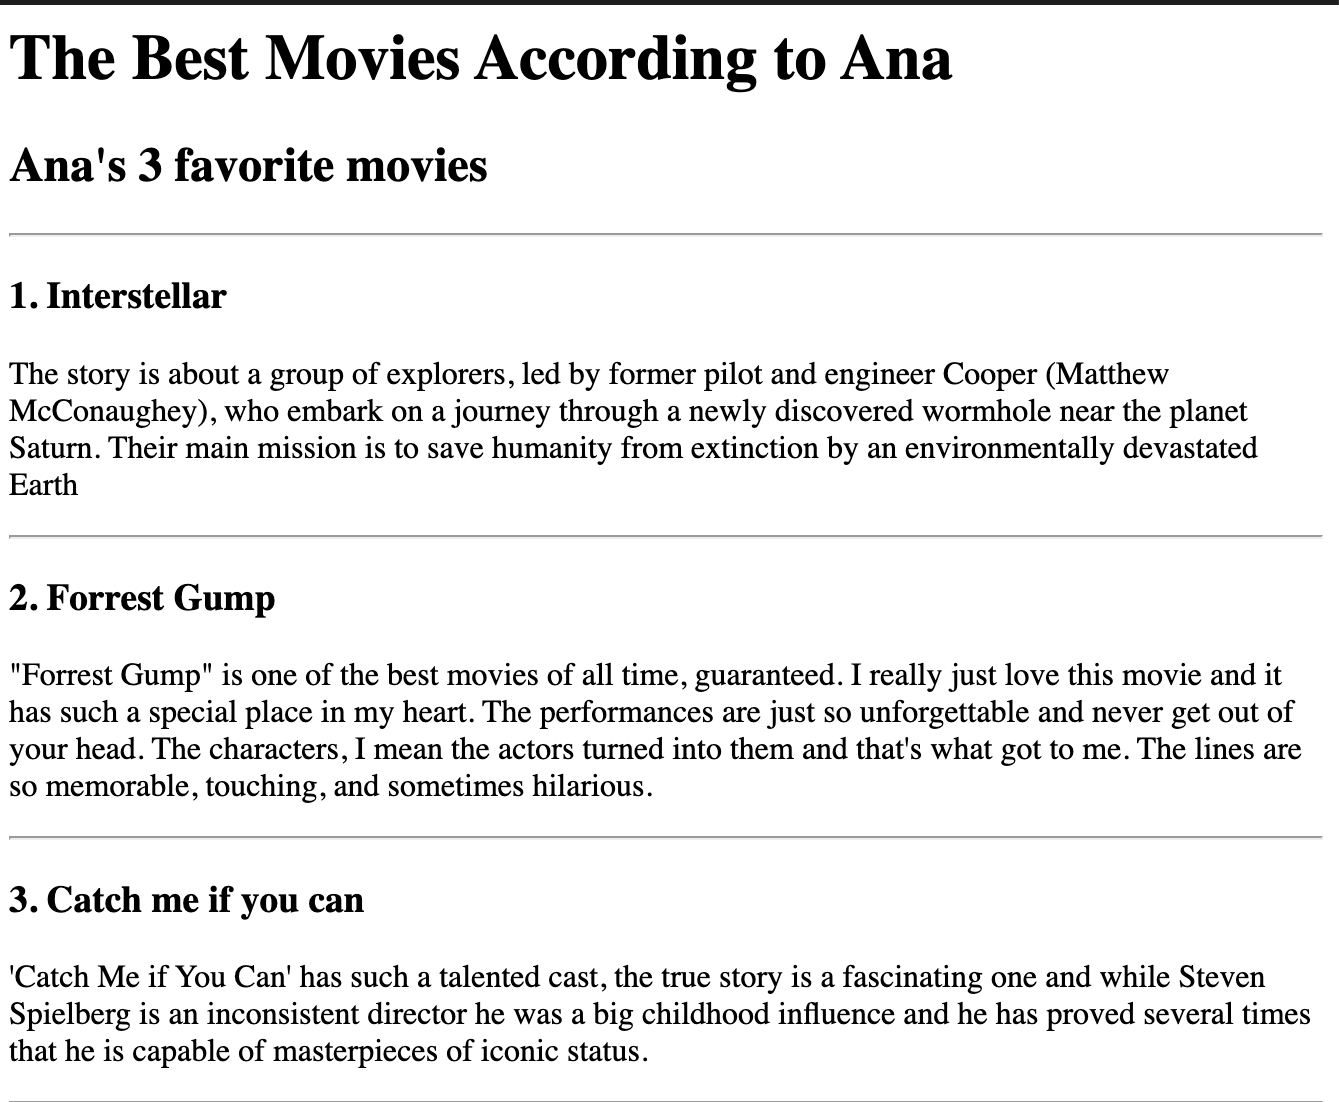 The Best Movies According to Ana
Ana's 3 favorite movies
1. Interstellar
The story is about a group of explorers, led by former pilot and engineer Cooper (Matthew
McConaughey), who embark on a journey through a newly discovered wormhole near the planet
Saturn. Their main mission is to save humanity from extinction by an environmentally devastated
Earth
2. Forrest Gump
"Forrest Gump" is one of the best movies of all time, guaranteed. I really just love this movie and it
has such a special place in my heart. The performances are just so unforgettable and never get out of
your head. The characters, I mean the actors turned into them and that's what got to me. The lines are
so memorable, touching, and sometimes hilarious.
3. Catch me if you can
'Catch Me if You Can' has such a talented cast, the true story is a fascinating one and while Steven
Spielberg is an inconsistent director he was a big childhood influence and he has proved several times
that he is capable of masterpieces of iconic status.